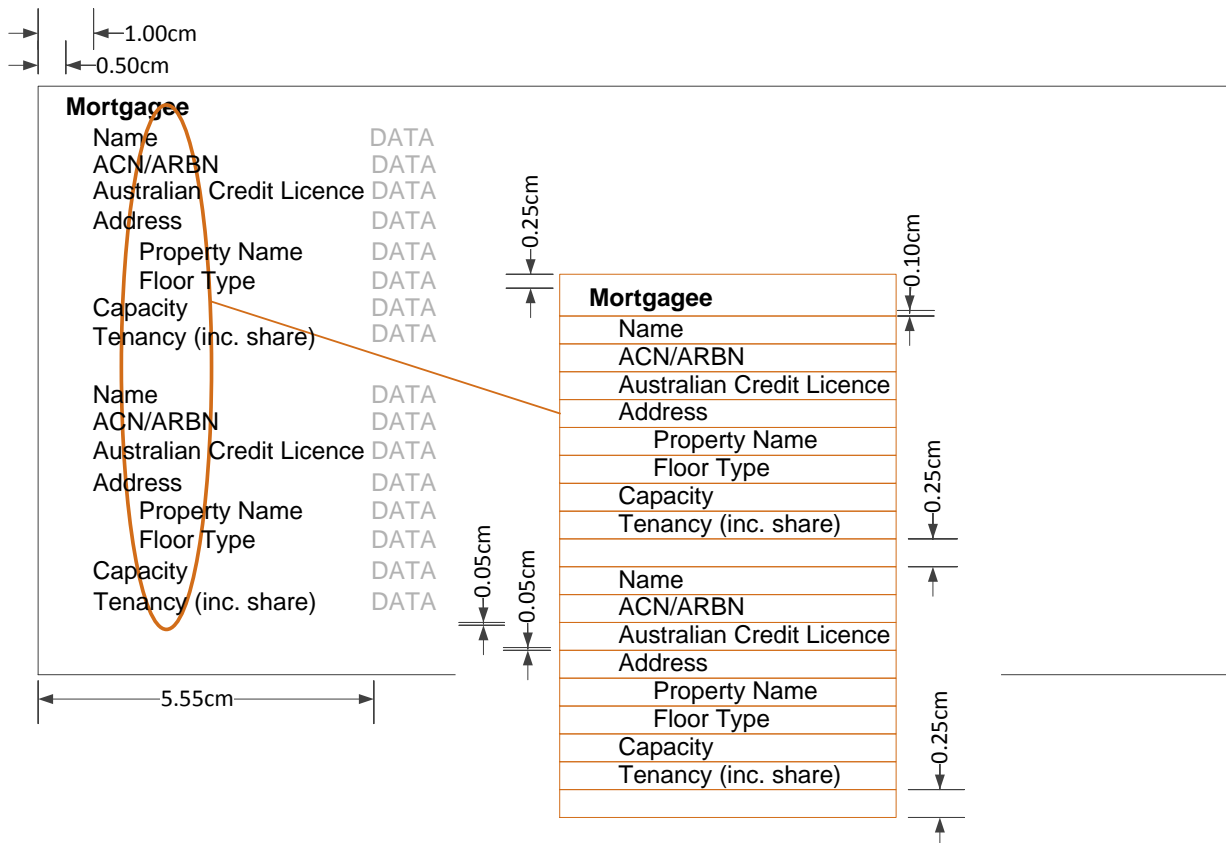 1.00cm
0.50cm
Mortgagee
Name DATA
ACN/ARBN DATA
Australian Credit Licence DATA
Address DATA
Property Name DATA
Floor Type DATA
Capacity DATA
Tenancy (inc. share) DATA
Name DATA
ACN/ARBN DATA
Australian Credit Licence DATA
Address DATA
Property Name DATA
Floor Type DATA
Capacity DATA
Tenancy (inc. share) DATA
5.55cm
0.05cm
0.05cm
0.25cm
Mortgagee
Name
ACN/ARBN
Australian Credit Licence
Address
Property Name
Floor Type
Capacity
Tenancy (inc. share)
Name
ACN/ARBN
Australian Credit Licence
Address
Property Name
Floor Type
Capacity
Tenancy (inc. share)
0.10cm
0.25cm
0.25cm